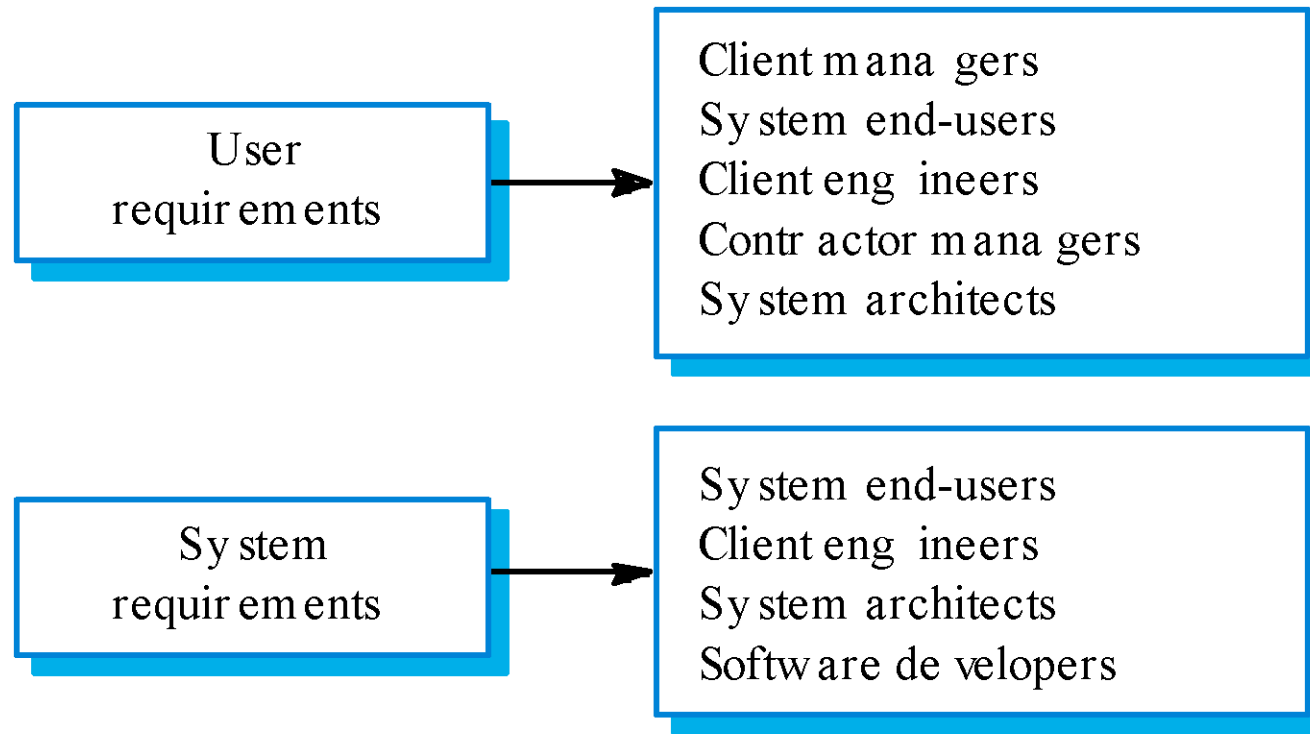 User
requirements
Client managers
System end-users
Client engineers
Contractor managers
System architects
System
requirements
System end-users
Client engineers
System architects
Software developers